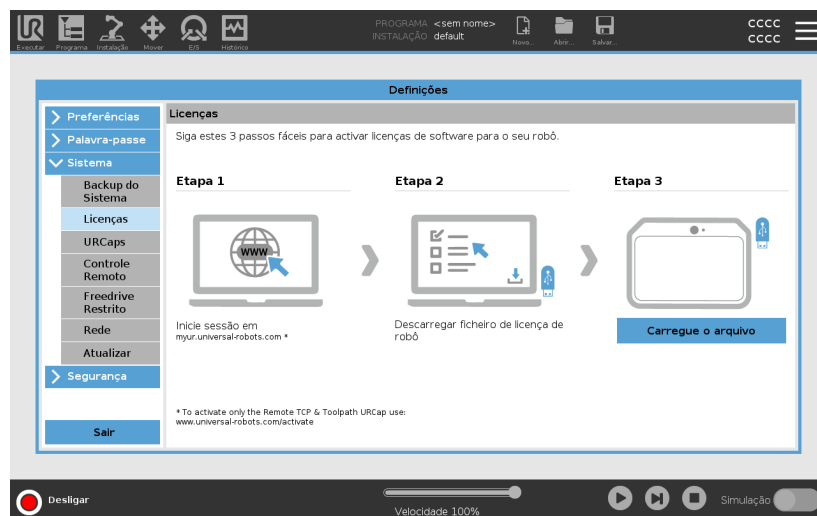 UR
Executar
Programa
Instalação
Mover
E/S
Histórico
PROGRAMA <sem nome>
INSTALAÇÃO default
Novo...
Abrir...
Salvar...
CCCC
CCCC
Definições
Preferências
Palavra-passe
Sistema
Backup do
Sistema
Licenças
URCaps
Controle
Remoto
Freedrive
Restrito
Rede
Atualizar
Segurança
Sair
Licenças
Siga estes 3 passos fáceis para activar licenças de software para o seu robô.
Etapa 1
WWW
Inicie sessão em
myur.universal-robots.com *
Etapa 2
Descarregar ficheiro de licença de
robô
Etapa 3
Carregue o arquivo
* To activate only the Remote TCP & Toolpath URCap use:
www.universal-robots.com/activate
Desligar
Velocidade 100%
Simulação